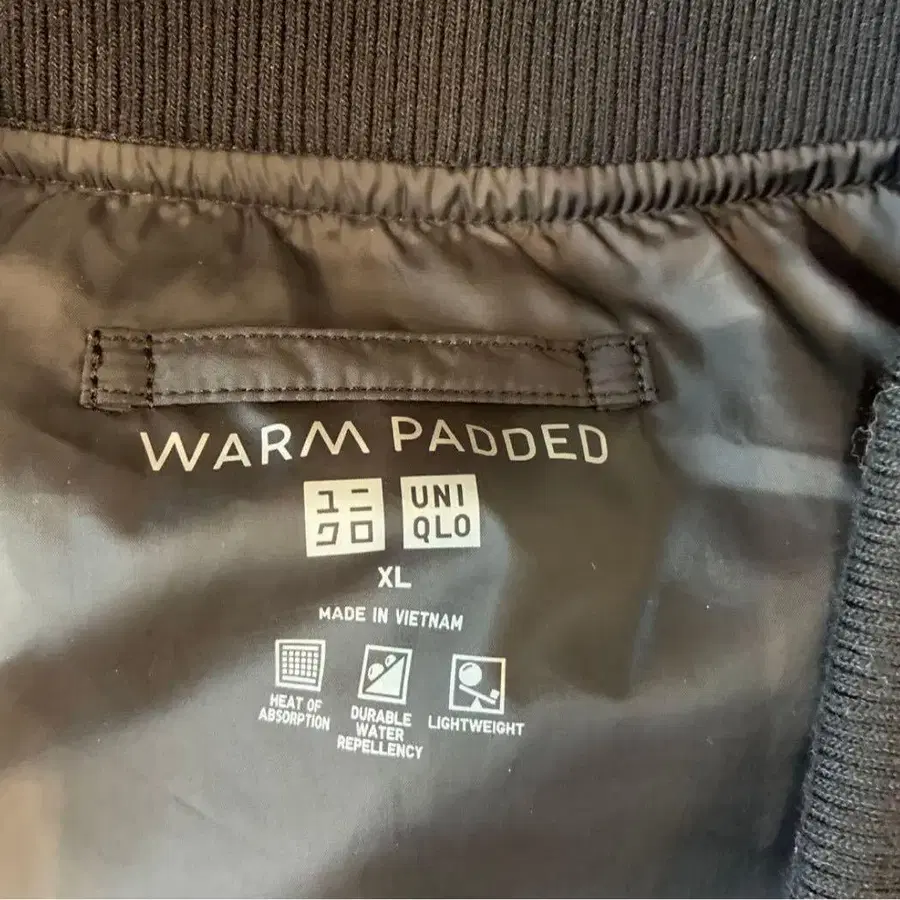 WARM PADDED
ユニ
クロ
UNI
QLO
XL
MADE IN VIETNAM
HEAT OF
ABSORPTION
DURABLE
WATER
REPELLENCY
LIGHTWEIGHT